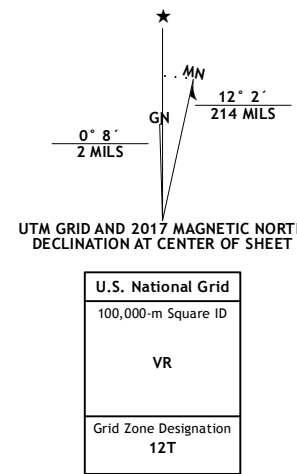 ★
MN
GN
12° 2´
214 MILS
0° 8´
2 MILS
UTM GRID AND 2017 MAGNETIC NORTH
DECLINATION AT CENTER OF SHEET
U.S. National Grid
100,000-m Square ID
VR
Grid Zone Designation
12T